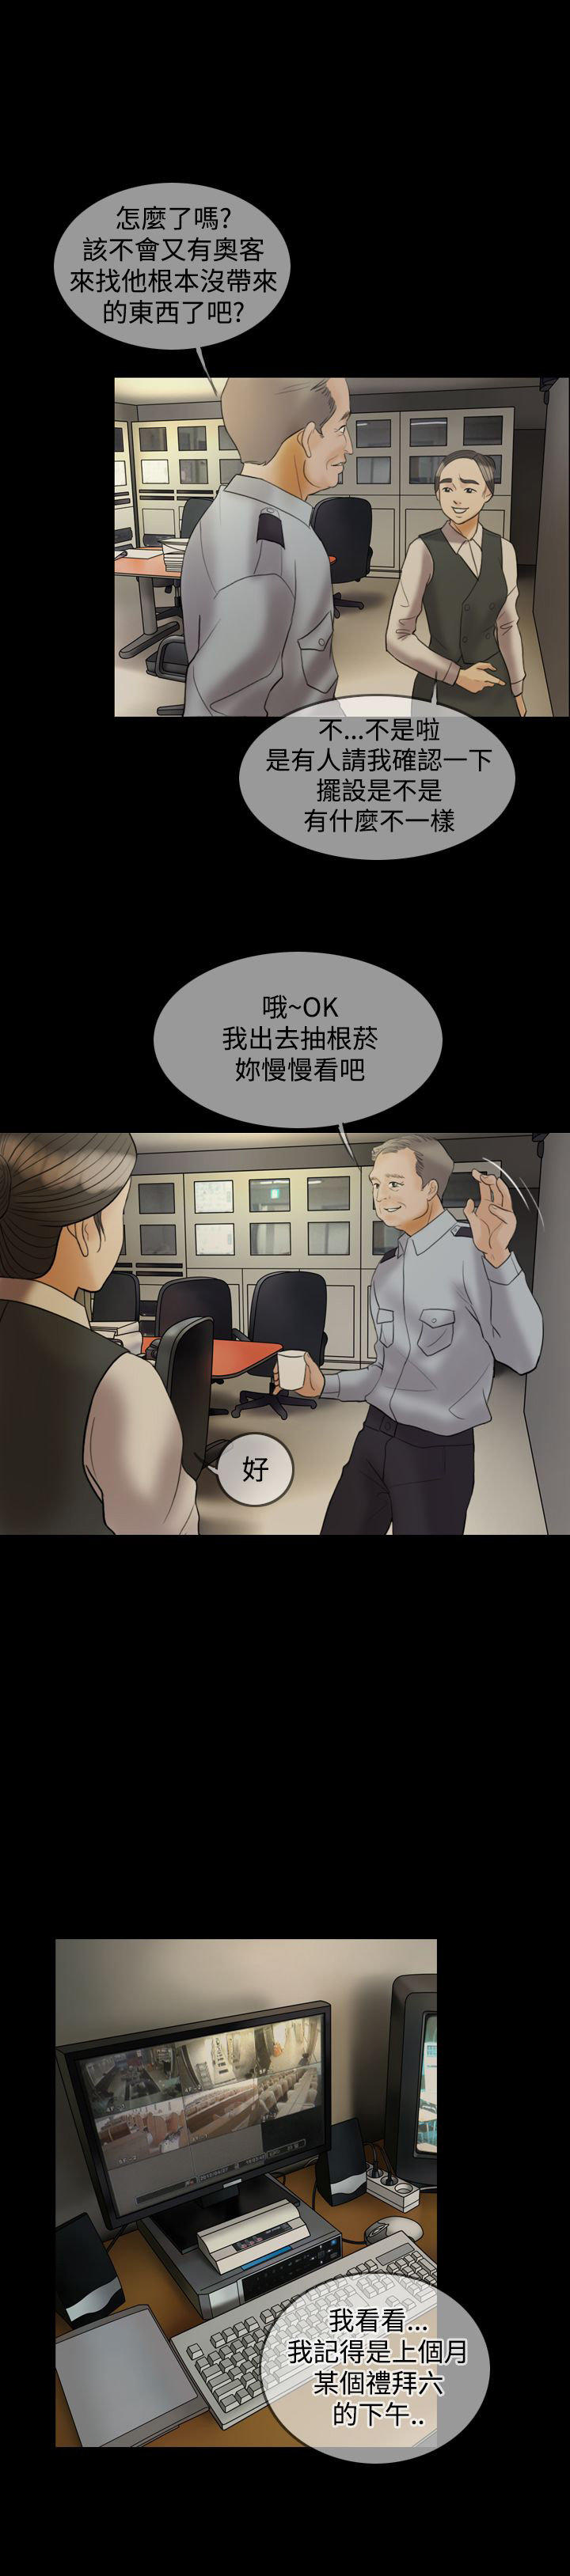 怎麼了嗎?
該不會又有奧客
來找他根本沒帶來
的東西了吧?
不...不是啦
是有人請我確認一下
擺設是不是
有什麼不一樣
哦~OK
我出去抽根菸
妳慢慢看吧
好
我看看...
我記得是上個月
某個禮拜六
的下午..